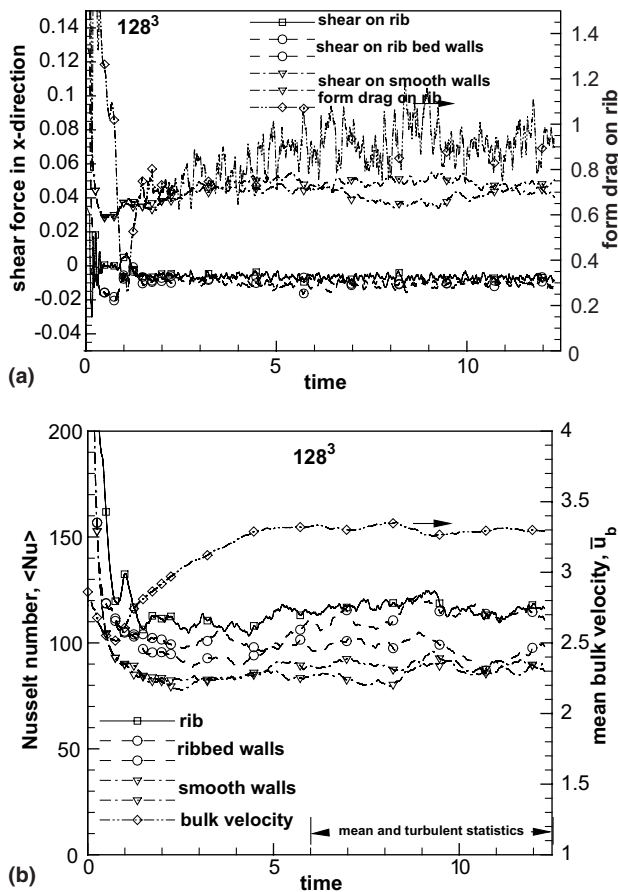 128³
shear on rib
shear on rib bed walls
shear on smooth walls
form drag on rib
0.14
0.12
0.1
0.08
0.06
0.04
0.02
0
-0.02
-0.04
shear force in x-direction
1.4
1.2
1
0.8
0.6
0.4
0.2
0
form drag on rib
0
5
10
time
(a)
128³
200
150
100
50
0
Nusselt number, <Nu>
4
3.5
3
2.5
2
1.5
1
mean bulk velocity, u̅_b
rib
ribbed walls
smooth walls
bulk velocity
mean and turbulent statistics
0
5
10
time
(b)